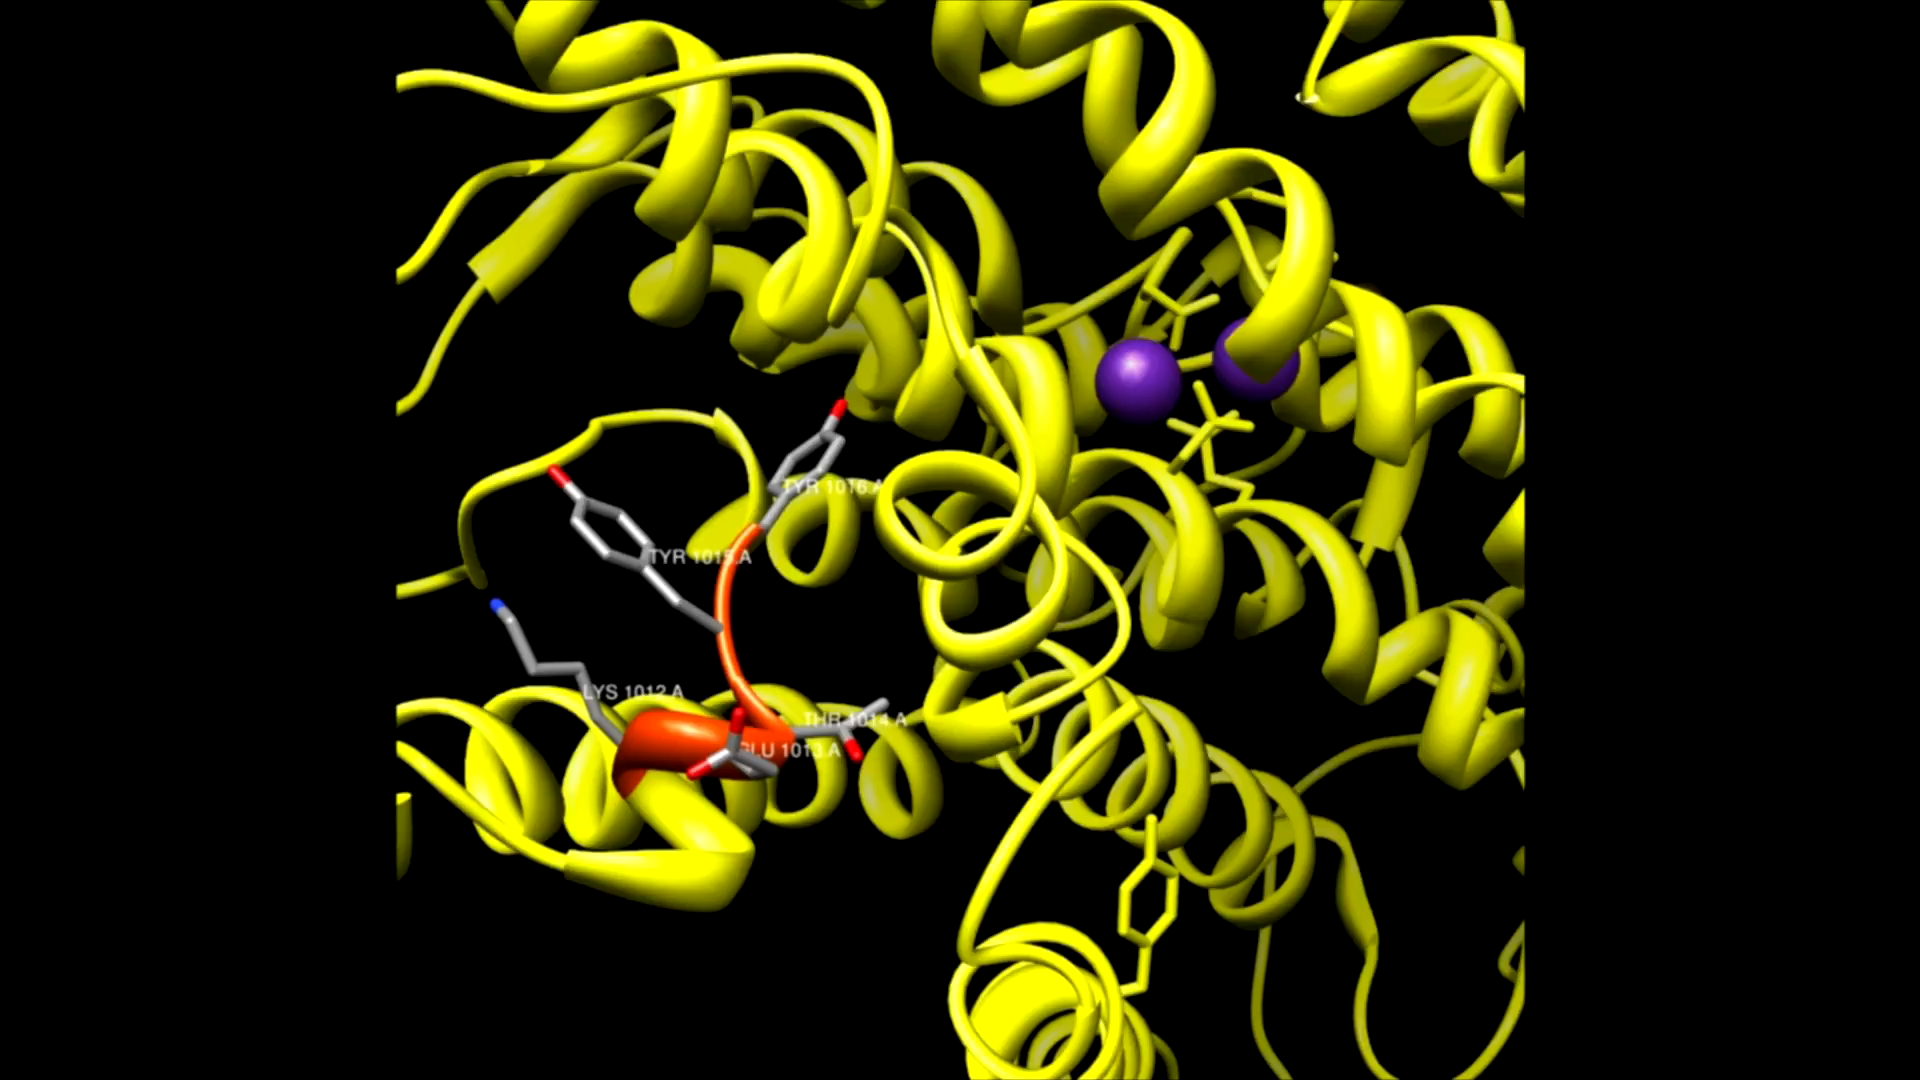 TYR 1016 A
TYR 1015 A
LYS 1012 A
THR 1014 A
GLU 1013 A